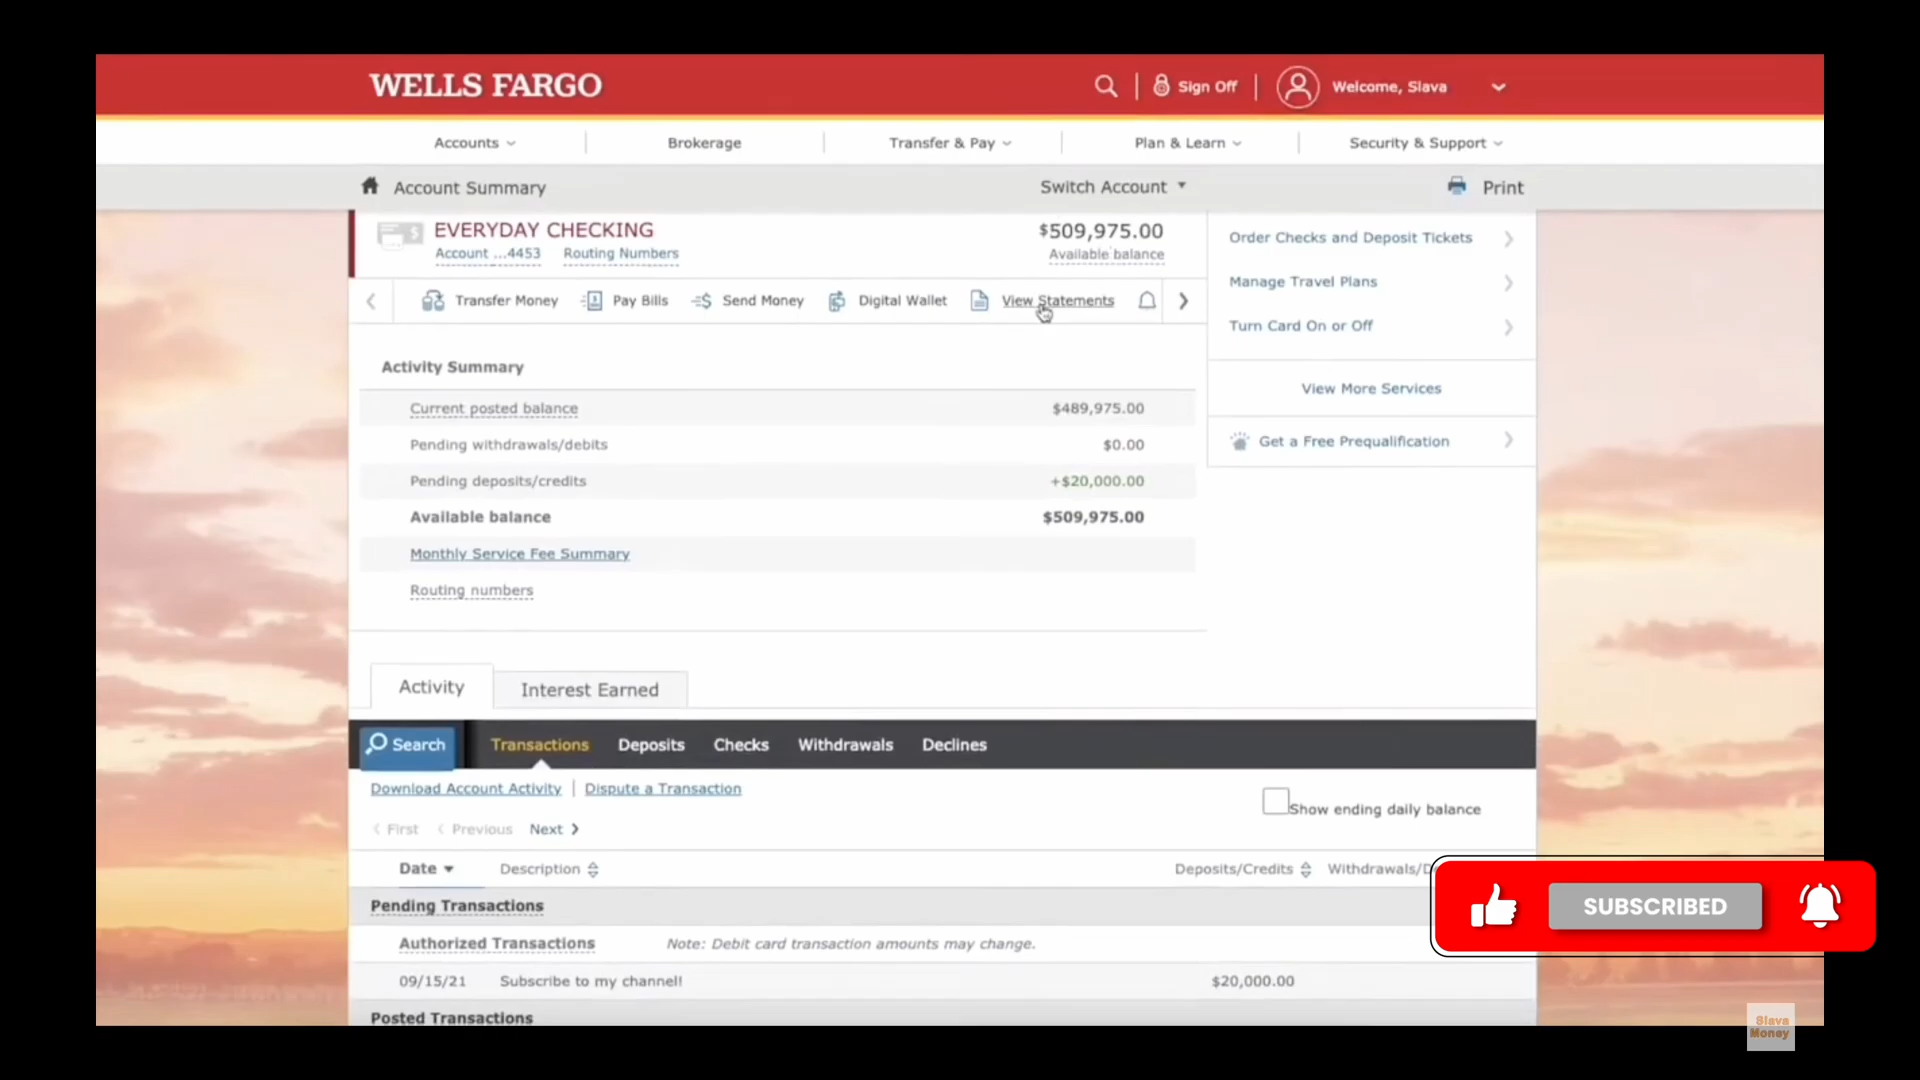 WELLS FARGO
Sign Off
Welcome, Slava
Accounts
Brokerage
Transfer & Pay
Plan & Learn
Security & Support
Account Summary
Switch Account
Print
EVERYDAY CHECKING
$509,975.00
Account ...4453
Routing Numbers
Available balance
Order Checks and Deposit Tickets
Manage Travel Plans
Turn Card On or Off
View More Services
Get a Free Prequalification
Transfer Money
Pay Bills
Send Money
Digital Wallet
View Statements
Activity Summary
Current posted balance $489,975.00
Pending withdrawals/debits $0.00
Pending deposits/credits +$20,000.00
Available balance $509,975.00
Monthly Service Fee Summary
Routing numbers
Activity
Interest Earned
Search
Transactions
Deposits
Checks
Withdrawals
Declines
Download Account Activity
Dispute a Transaction
Show ending daily balance
First
Previous
Next
Date
Description
Deposits/Credits
Withdrawals/D
Pending Transactions
Authorized Transactions
Note: Debit card transaction amounts may change.
09/15/21 Subscribe to my channel! $20,000.00
Posted Transactions
SUBSCRIBED
Slava
Money